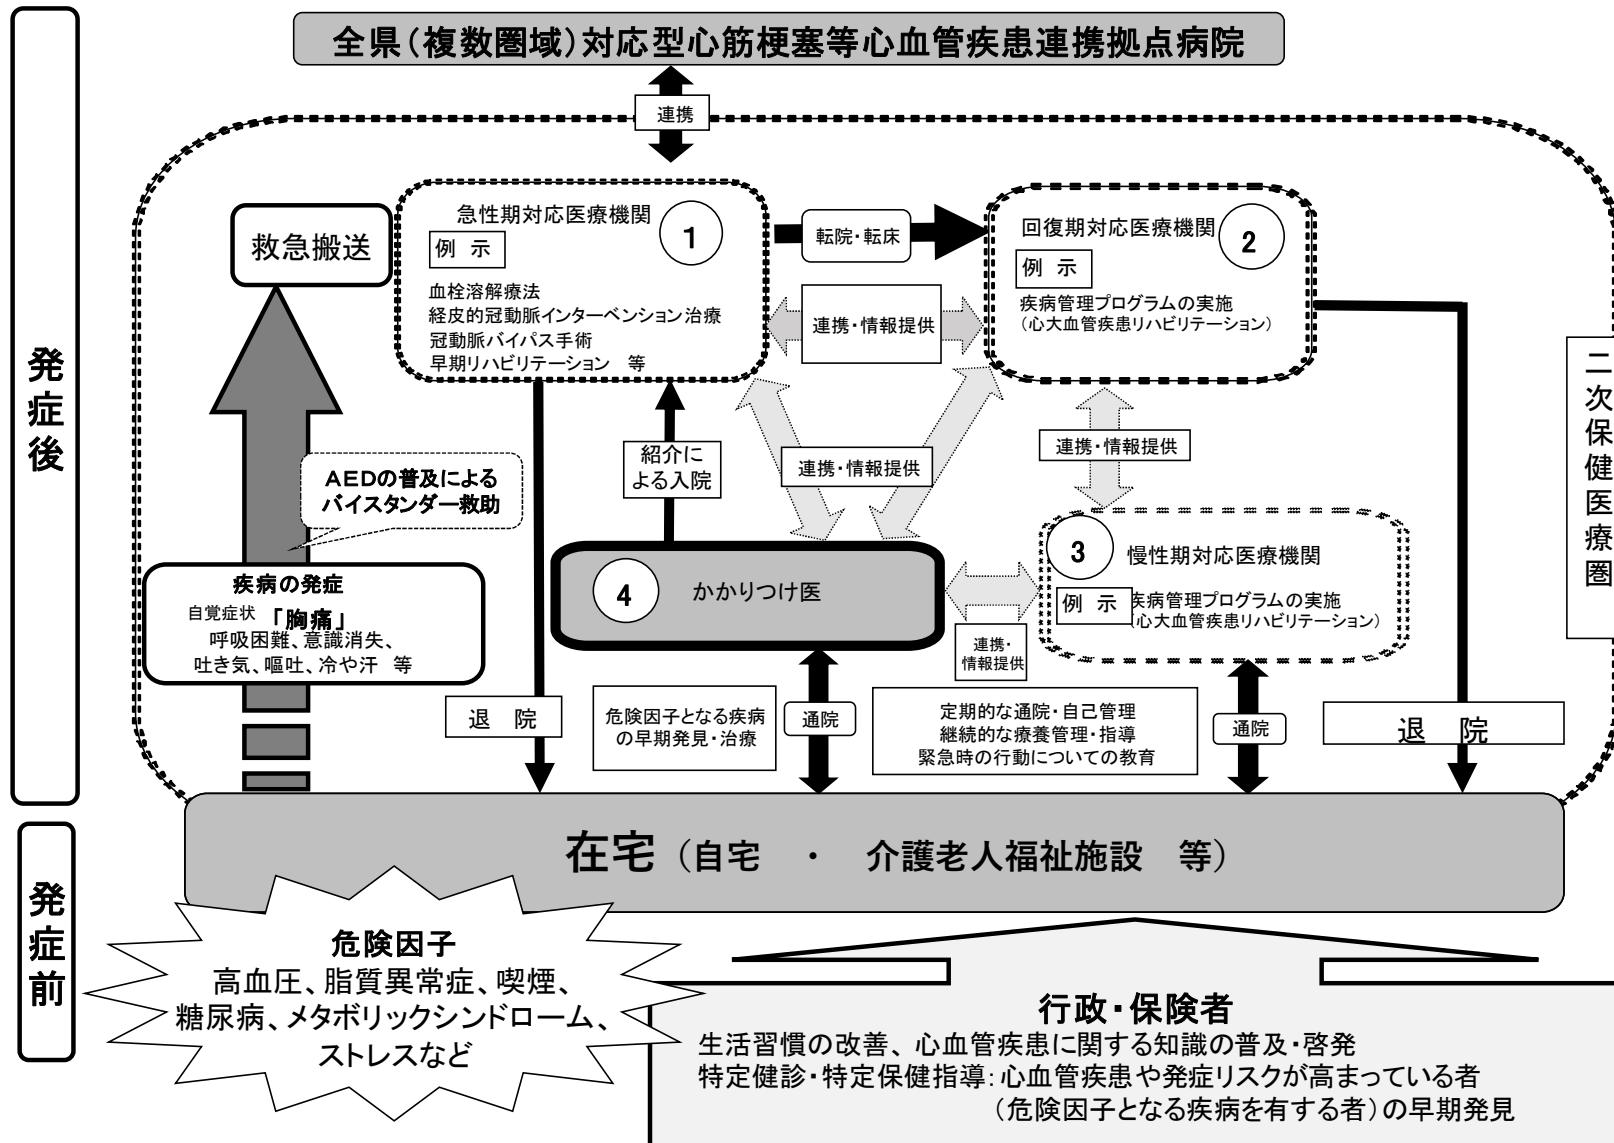 全県（複数圏域）対応型心筋梗塞等心血管疾患連携拠点病院
連携
発症後
二次保健医療圏
救急搬送
急性期対応医療機関
1
例 示
血栓溶解療法
経皮的冠動脈インターベンション治療
冠動脈バイパス手術
早期リハビリテーション 等
転院・転床
回復期対応医療機関
2
例 示
疾病管理プログラムの実施
（心大血管疾患リハビリテーション）
連携・情報提供
紹介に
よる入院
連携・情報提供
連携・情報提供
AEDの普及による
バイスタンダー救助
疾病の発症
自覚症状 「胸痛」
呼吸困難、意識消失、
吐き気、嘔吐、冷や汗 等
4
かかりつけ医
3
慢性期対応医療機関
例 示
疾病管理プログラムの実施
（心大血管疾患リハビリテーション）
連携・
情報提供
退 院
危険因子となる疾病
の早期発見・治療
通院
定期的な通院・自己管理
継続的な療養管理・指導
緊急時の行動についての教育
通院
退 院
在宅（自宅 ・ 介護老人福祉施設 等）
発症前
危険因子
高血圧、脂質異常症、喫煙、
糖尿病、メタボリックシンドローム、
ストレスなど
行政・保険者
生活習慣の改善、心血管疾患に関する知識の普及・啓発
特定健診・特定保健指導：心血管疾患や発症リスクが高まっている者
（危険因子となる疾病を有する者）の早期発見